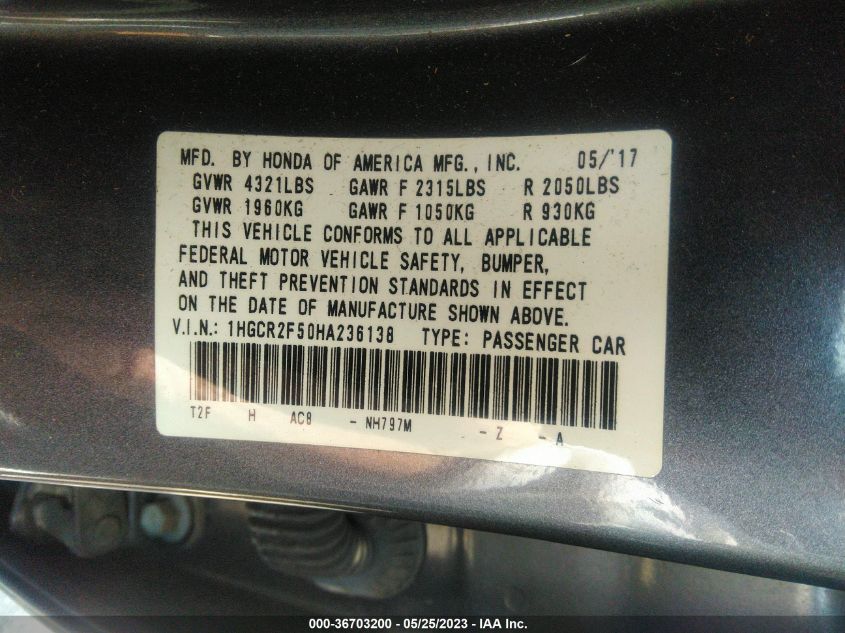 MFD. BY HONDA OF AMERICA MFG., INC. 05/'17
GVWR 4321LBS GAWR F 2315LBS R 2050LBS
GVWR 1960KG GAWR F 1050KG R 930KG
THIS VEHICLE CONFORMS TO ALL APPLICABLE
FEDERAL MOTOR VEHICLE SAFETY, BUMPER,
AND THEFT PREVENTION STANDARDS IN EFFECT
ON THE DATE OF MANUFACTURE SHOWN ABOVE.
V.I.N.: 1HGCR2F50HA236138 TYPE: PASSENGER CAR
T2F H AC8 - NH797M - Z - A
000-36703200 - 05/25/2023 - IAA Inc.